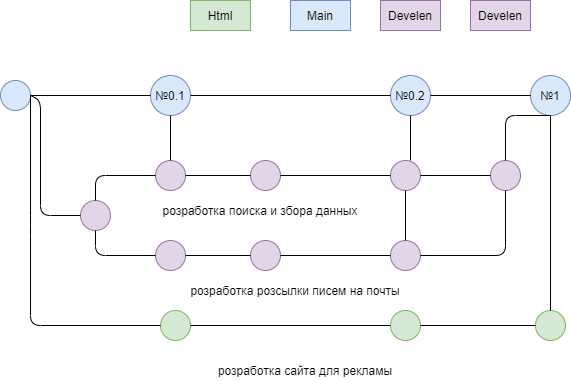 Html
Main
Develen
Develen
№0.1
№0.2
№1
розработка поиска и збора данных
розработка розсылки писем на почты
розработка сайта для рекламы